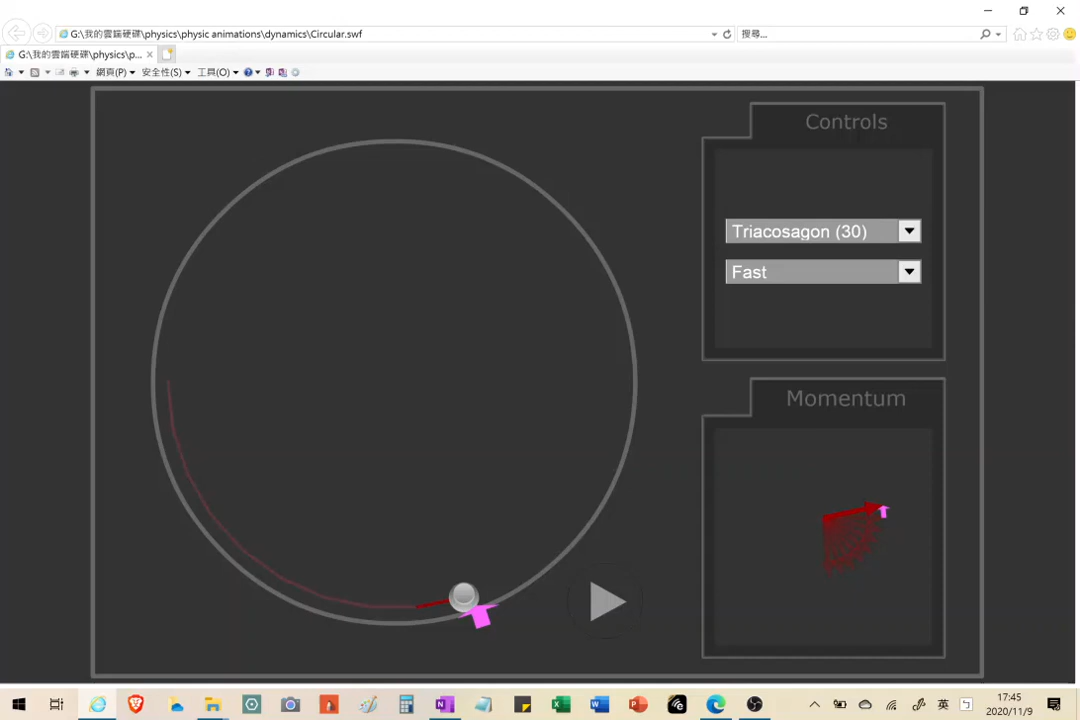 G:\我的雲端硬碟\physics\physic animations\dynamics\Circular.swf
搜尋...
G:\我的雲端硬碟\physics\p...
網頁(P)
安全性(S)
工具(O)
Controls
Triacosagon (30)
Fast
Momentum
英
17:45
2020/11/9